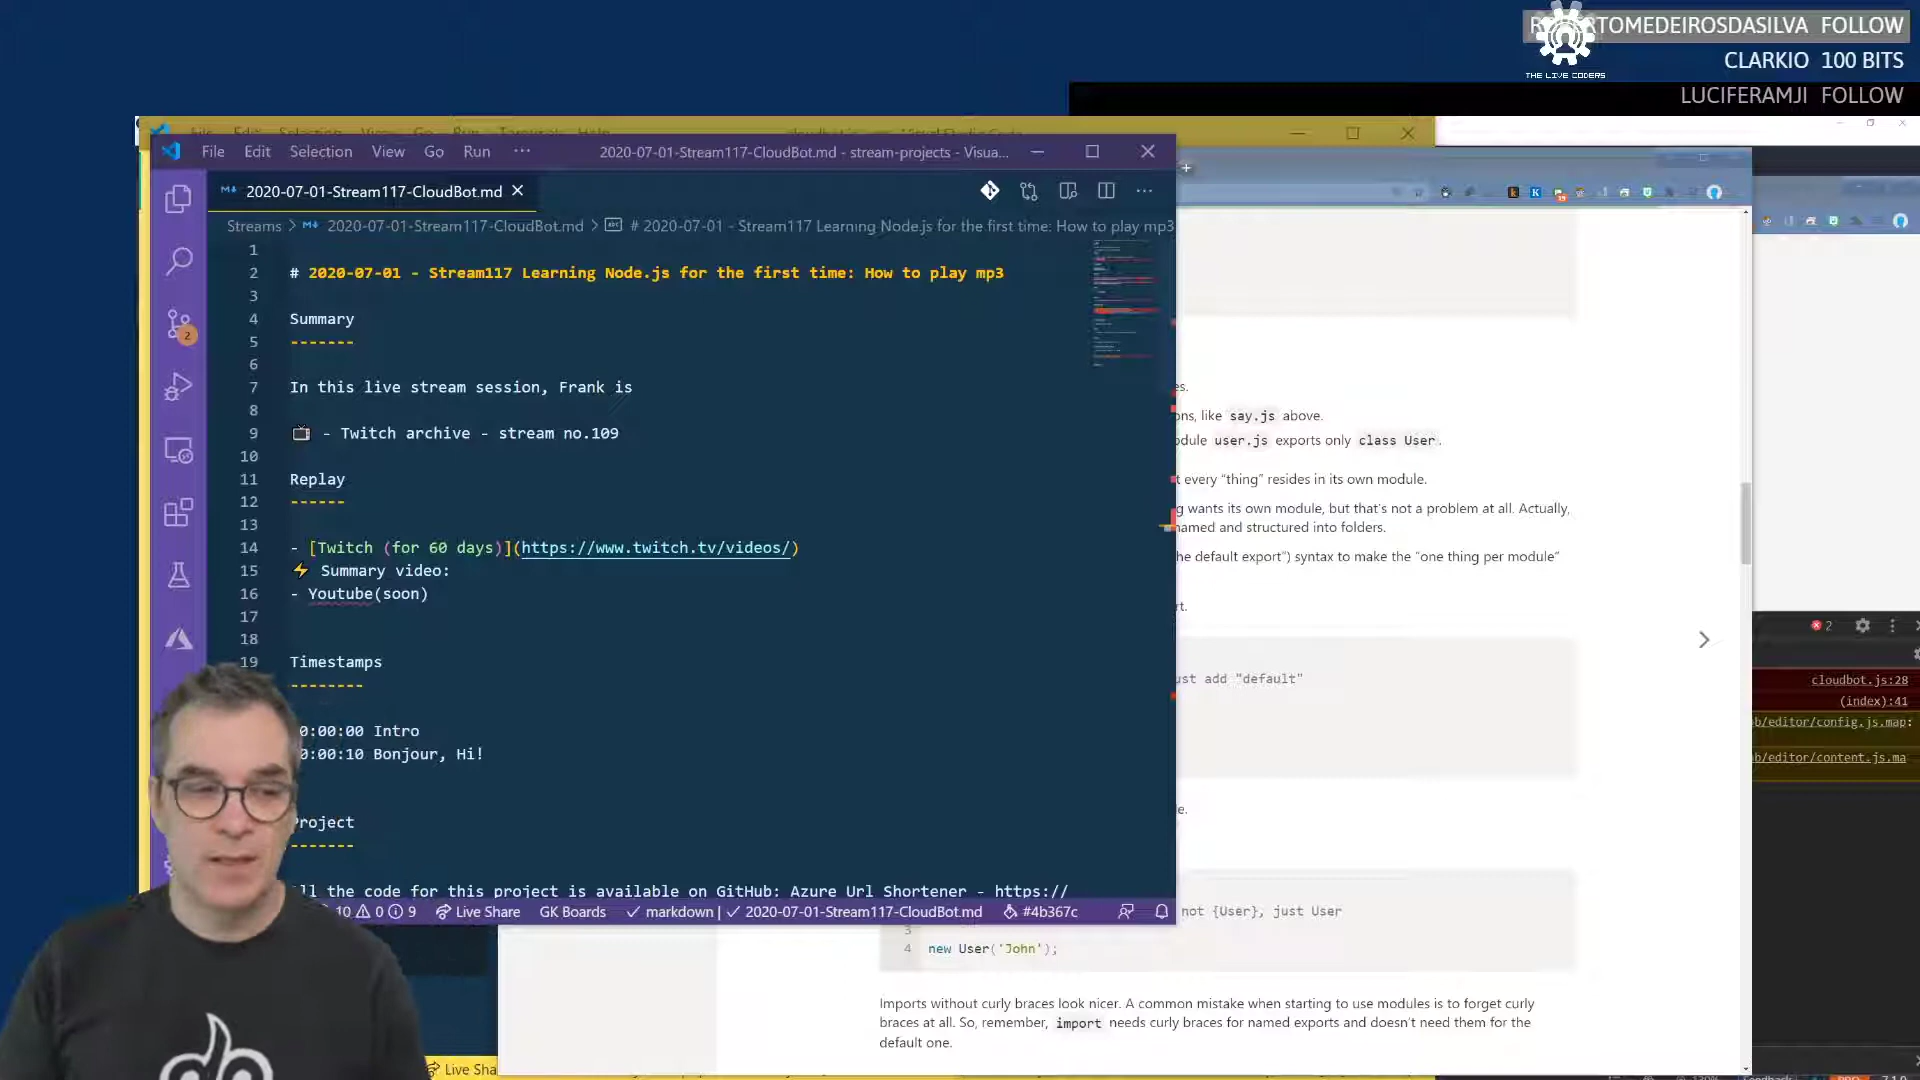 ROBERTOMEDEIROSDASILVA FOLLOW
THE LIVE CODERS
CLARKIO 100 BITS
LUCIFERAMJI FOLLOW
File Edit Selection View Go Run ···
2020-07-01-Stream117-CloudBot.md - stream-projects - Visua...
2020-07-01-Stream117-CloudBot.md
Streams > 2020-07-01-Stream117-CloudBot.md > # 2020-07-01 - Stream117 Learning Node.js for the first time: How to play mp3
1
2 # 2020-07-01 - Stream117 Learning Node.js for the first time: How to play mp3
3
4 Summary
5 -------
6
7 In this live stream session, Frank is
8
9 📺 - Twitch archive - stream no.109
10
11 Replay
12 ------
13
14 - [Twitch (for 60 days)](https://www.twitch.tv/videos/)
15 ⚡ Summary video:
16 - Youtube(soon)
17
18
19 Timestamps
--------
0:00:00 Intro
0:00:10 Bonjour, Hi!
Project
-------
ll the code for this project is available on GitHub: Azure Url Shortener - https://
10 0 9 Live Share GK Boards markdown | 2020-07-01-Stream117-CloudBot.md #4b367c
2
es.
ons, like say.js above.
odule user.js exports only class User.
t every “thing” resides in its own module.
g wants its own module, but that’s not a problem at all. Actually,
named and structured into folders.
he default export”) syntax to make the “one thing per module”
rt.
ust add "default"
le.
not {User}, just User
3
4 new User('John');
Imports without curly braces look nicer. A common mistake when starting to use modules is to forget curly
braces at all. So, remember, import needs curly braces for named exports and doesn’t need them for the
default one.
2
cloudbot.js:28
(index):41
b/editor/config.js.map:
b/editor/content.js.ma
Live Sha